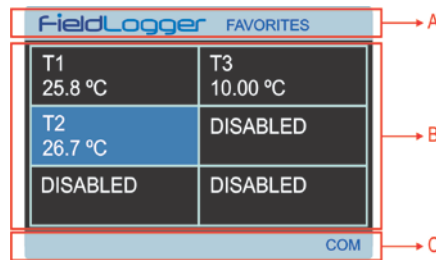 FieldLogger FAVORITES
A
T1
25.8 ºC
T3
10.00 ºC
B
T2
26.7 ºC
DISABLED
DISABLED
DISABLED
COM
C